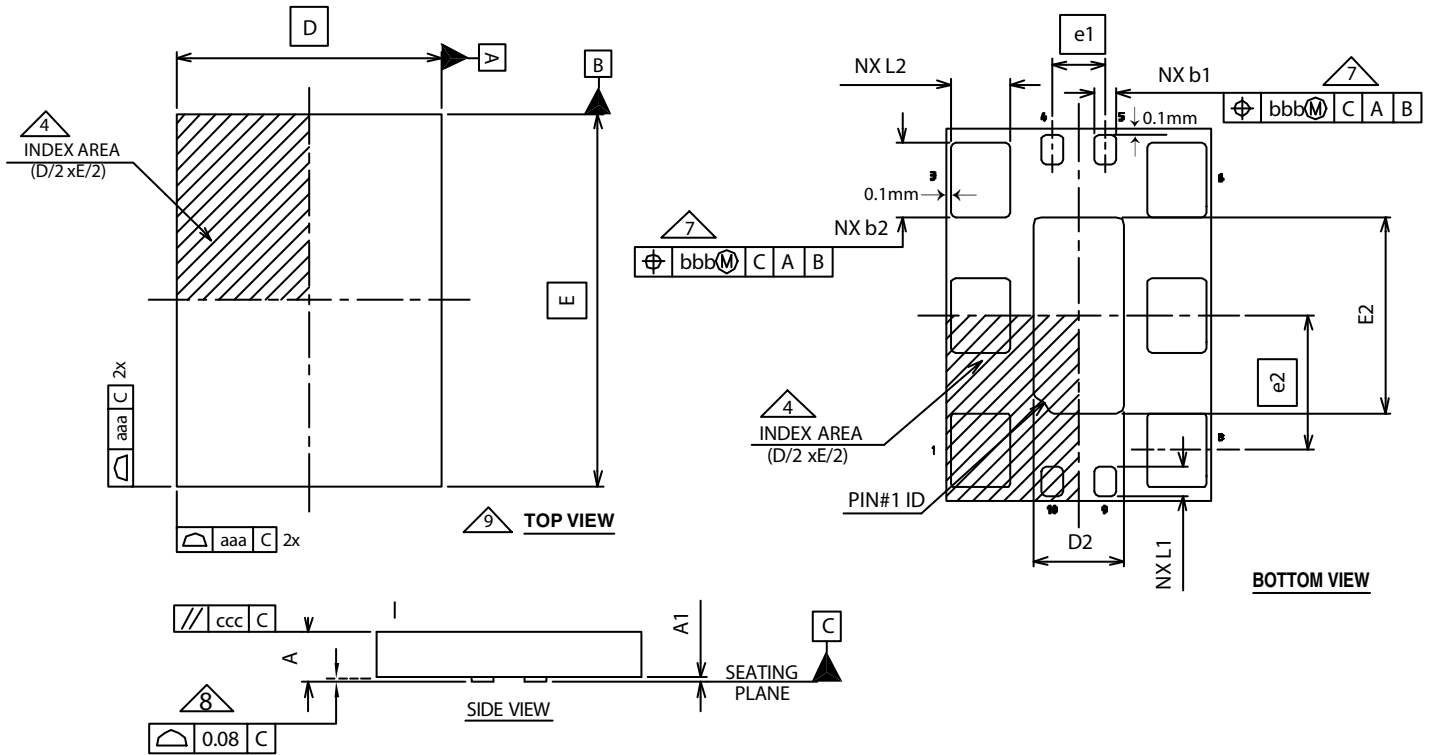 D
A
B
4
INDEX AREA
(D/2 xE/2)
E
aaa C 2x
aaa C 2x
9 TOP VIEW
e1
NX L2
NX b1
7
bbb M C A B
4
5
0.1mm
3
6
0.1mm
NX b2
7
bbb M C A B
E2
e2
4
INDEX AREA
(D/2 xE/2)
1
8
PIN#1 ID
10
9
D2
NX L1
BOTTOM VIEW
// ccc C
A
A1
C
SEATING
PLANE
8
0.08 C
SIDE VIEW